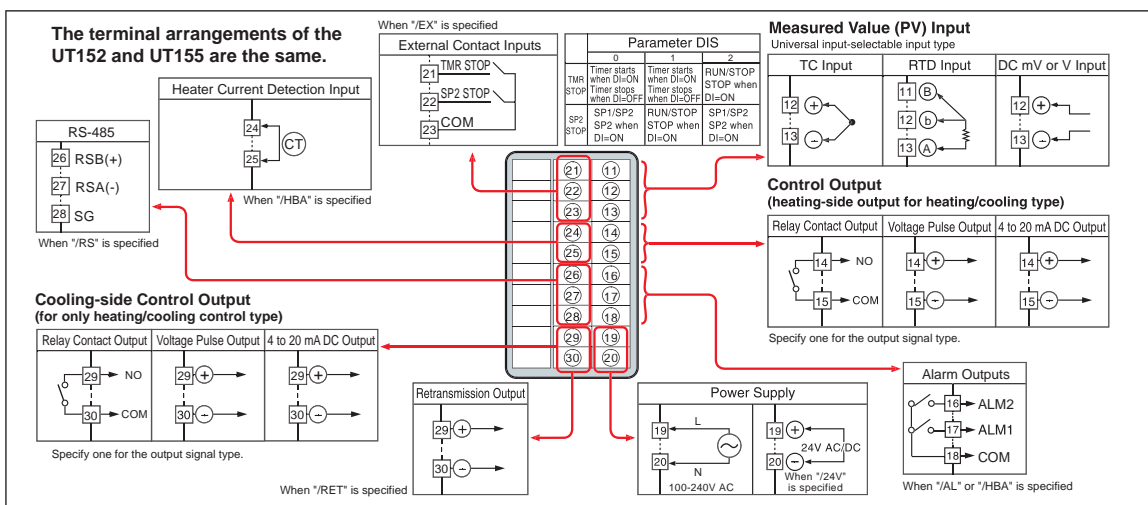 The terminal arrangements of the
UT152 and UT155 are the same.
When "/EX" is specified
External Contact Inputs
21 TMR STOP
22 SP2 STOP
23 COM
Parameter DIS
0 1 2
TMR STOP
Timer starts when DI=ON
Timer stops when DI=OFF
Timer starts when DI=ON
Timer stops when DI=OFF
RUN/STOP
STOP when
DI=ON
SP2 STOP
SP1/SP2
SP2 when
DI=ON
RUN/STOP
STOP when
DI=ON
SP1/SP2
SP2 when
DI=ON
Measured Value (PV) Input
Universal input-selectable input type
TC Input RTD Input DC mV or V Input
12 +
13 −
11 B
12 b
13 A
12 +
13 −
Heater Current Detection Input
24
CT
25
When "/HBA" is specified
RS-485
26 RSB(+)
27 RSA(-)
28 SG
When "/RS" is specified
21 11
22 12
23 13
24 14
25 15
26 16
27 17
28 18
29 19
30 20
Control Output
(heating-side output for heating/cooling type)
Relay Contact Output Voltage Pulse Output 4 to 20 mA DC Output
14 NO 14 + 14 +
15 COM 15 − 15 −
Specify one for the output signal type.
Cooling-side Control Output
(for only heating/cooling control type)
Relay Contact Output Voltage Pulse Output 4 to 20 mA DC Output
29 NO 29 + 29 +
30 COM 30 − 30 −
Specify one for the output signal type.
Retransmission Output
29 +
30 −
When "/RET" is specified
Power Supply
19 L
20 N
100-240V AC
19 +
24V AC/DC
20 −
When "/24V"
is specified
Alarm Outputs
16 ALM2
17 ALM1
18 COM
When "/AL" or "/HBA" is specified